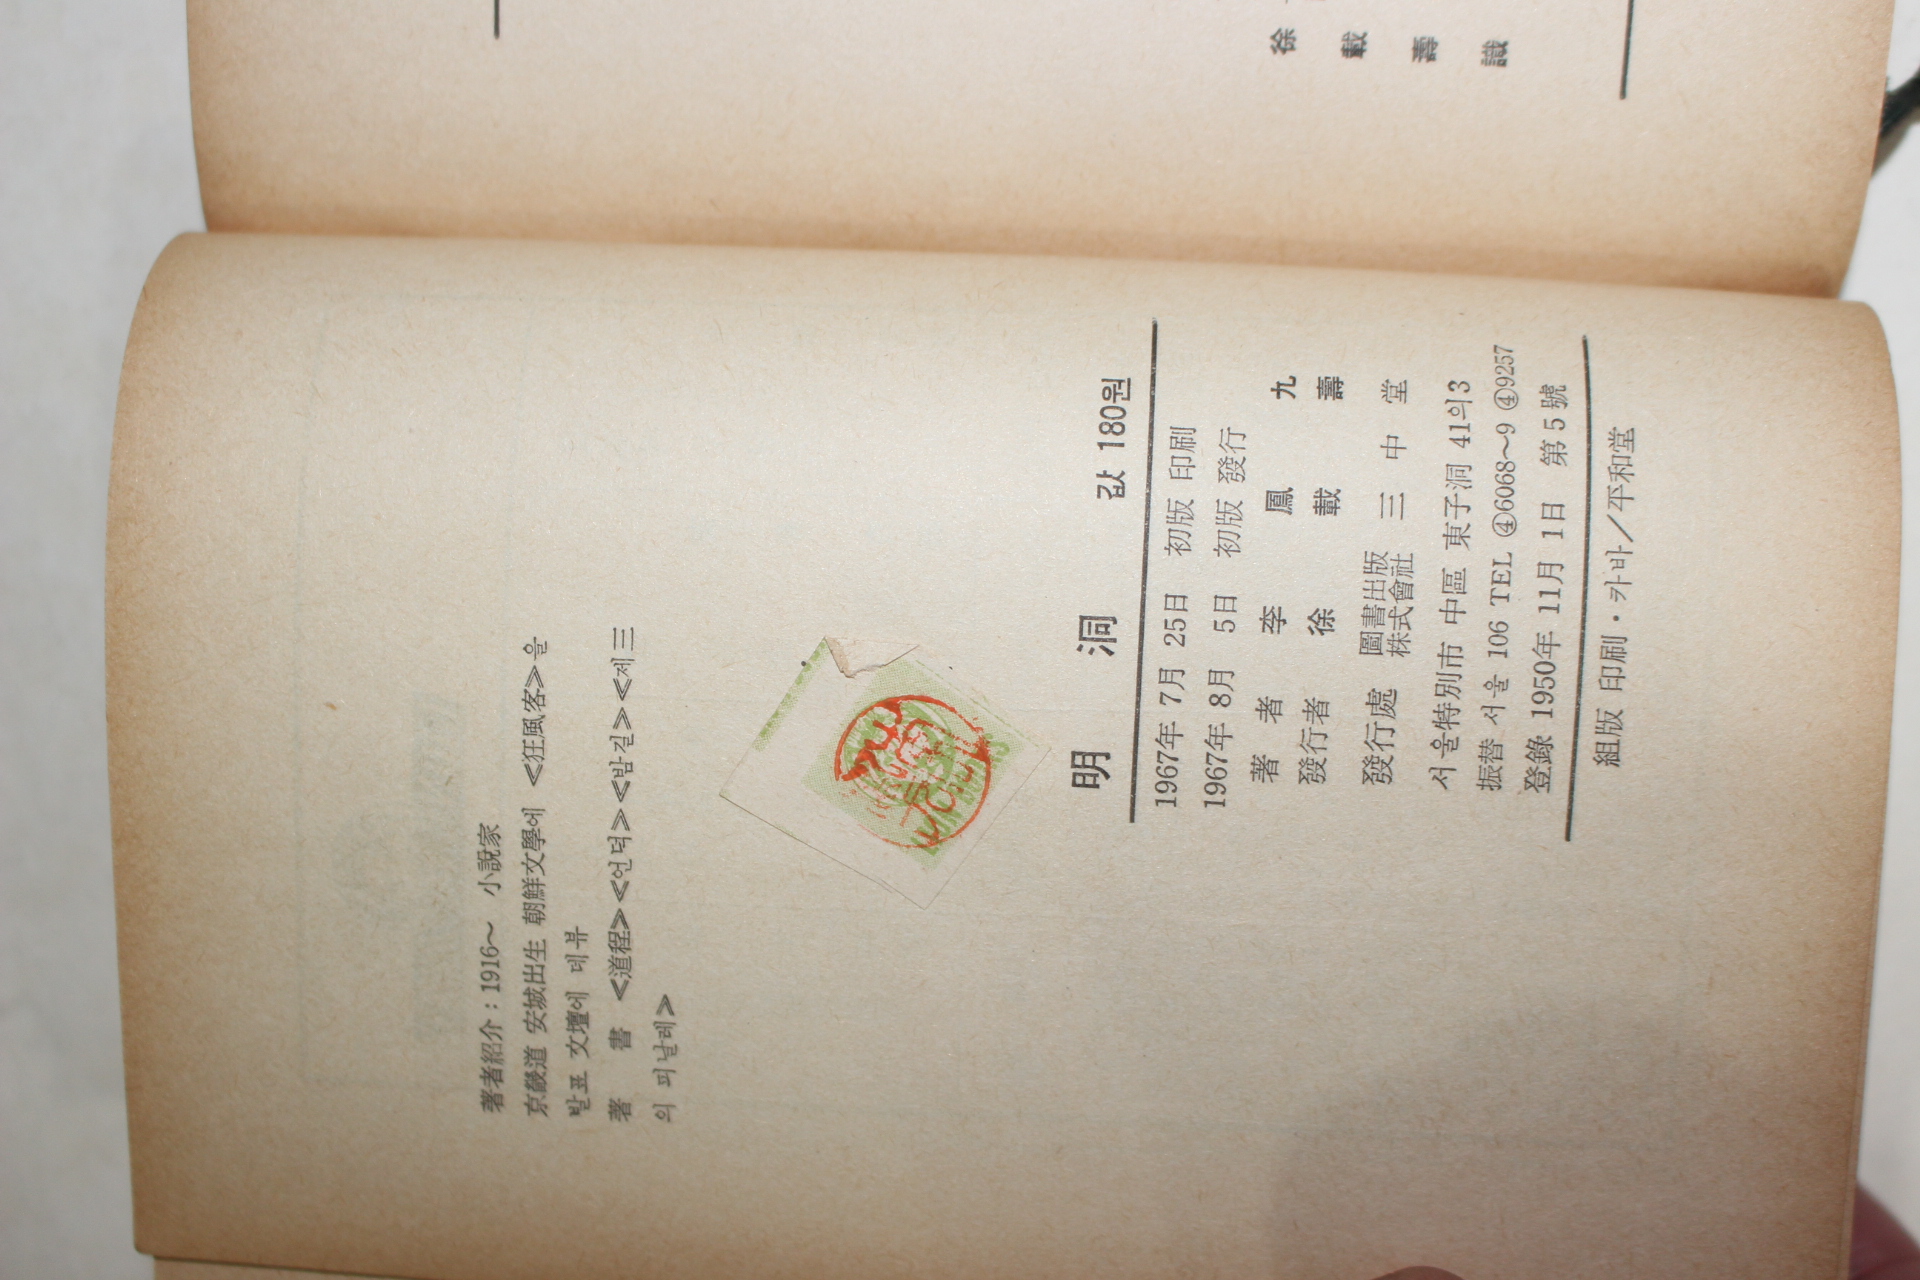 徐載壽識
著者紹介 : 1916～ 小說家
京畿道 安城出生 朝鮮文學에 ≪狂風客≫을
발표 文壇에 데뷰
著 書 ≪道程≫≪언덕≫≪밤길≫≪제三
의 피날레≫
明 洞 값 180원
1967年 7月 25日 初版 印刷
1967年 8月 5日 初版 發行
著 者 李 鳳 九
發行者 徐 載 壽
發行處 圖書出版 株式會社 三 中 堂
서울特別市 中區 東子洞 41의3
振替 서울 106 TEL ④6068～9 ④9257
登錄 1950年 11月 1日 第5號
組版 印刷・카바／平和堂